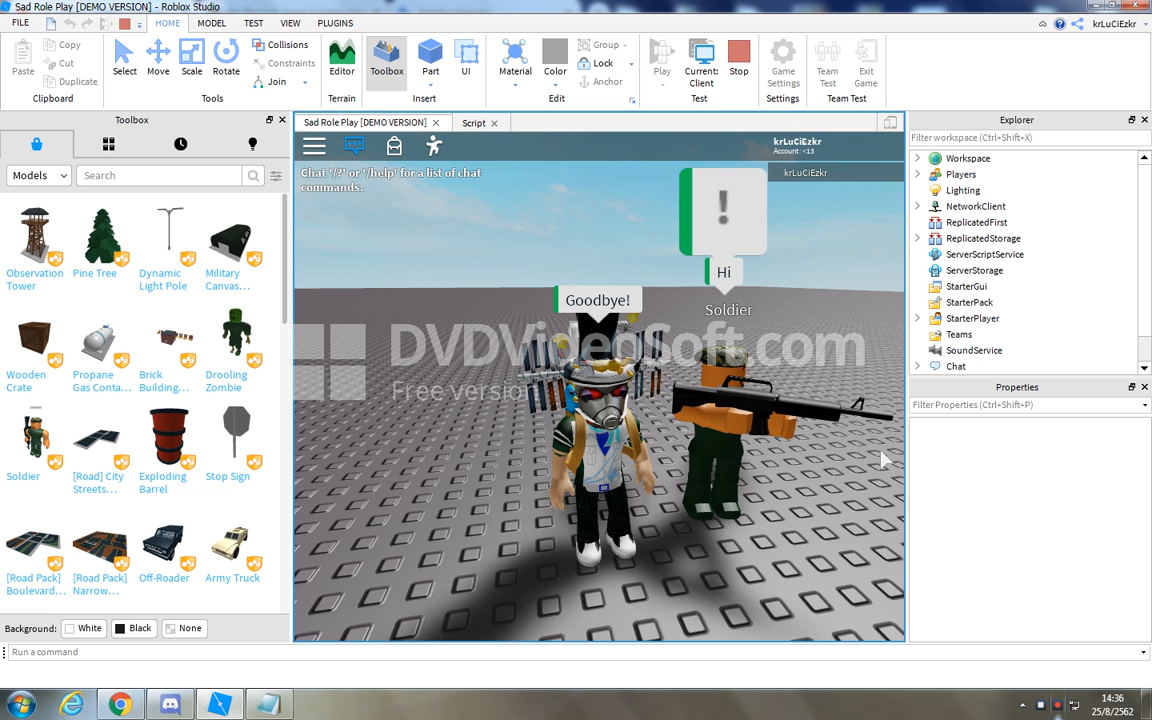 Sad Role Play [DEMO VERSION] - Roblox Studio
FILE
HOME
MODEL
TEST
VIEW
PLUGINS
krLuCiEzkr
Paste
Copy
Cut
Duplicate
Clipboard
Select
Move
Scale
Rotate
Collisions
Constraints
Join
Tools
Editor
Terrain
Toolbox
Part
UI
Insert
Material
Color
Group
Lock
Anchor
Edit
Play
Current:
Client
Stop
Test
Game
Settings
Settings
Team
Test
Exit
Game
Team Test
Toolbox
Models
Search
Observation
Tower
Pine Tree
Dynamic
Light Pole
Military
Canvas...
Wooden
Crate
Propane
Gas Conta...
Brick
Building...
Drooling
Zombie
Soldier
[Road] City
Streets...
Exploding
Barrel
Stop Sign
[Road Pack]
Boulevard...
[Road Pack]
Narrow...
Off-Roader
Army Truck
Background:
White
Black
None
Run a command
Sad Role Play [DEMO VERSION]
Script
krLuCiEzkr
Account: <13
krLuCiEzkr
Chat '/?' or '/help' for a list of chat
commands.
!
Hi
Goodbye!
Soldier
DVDVideoSoft.com
Free version
Explorer
Filter workspace (Ctrl+Shift+X)
Workspace
Players
Lighting
NetworkClient
ReplicatedFirst
ReplicatedStorage
ServerScriptService
ServerStorage
StarterGui
StarterPack
StarterPlayer
Teams
SoundService
Chat
Properties
Filter Properties (Ctrl+Shift+P)
14:36
25/8/2562